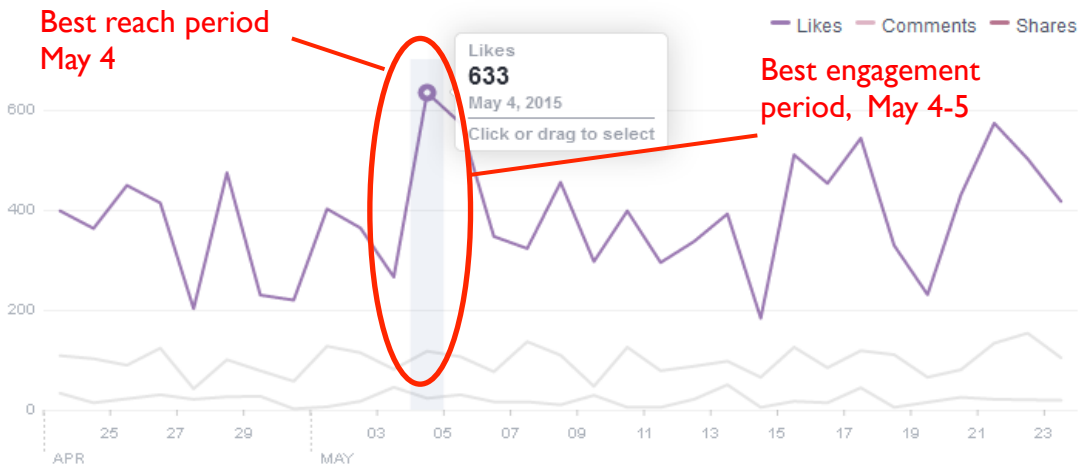 Best reach period
May 4
Likes
Comments
Shares
Likes
633
May 4, 2015
Click or drag to select
Best engagement
period, May 4-5
600
400
200
0
25
27
29
03
05
07
09
11
13
15
17
19
21
23
APR
MAY